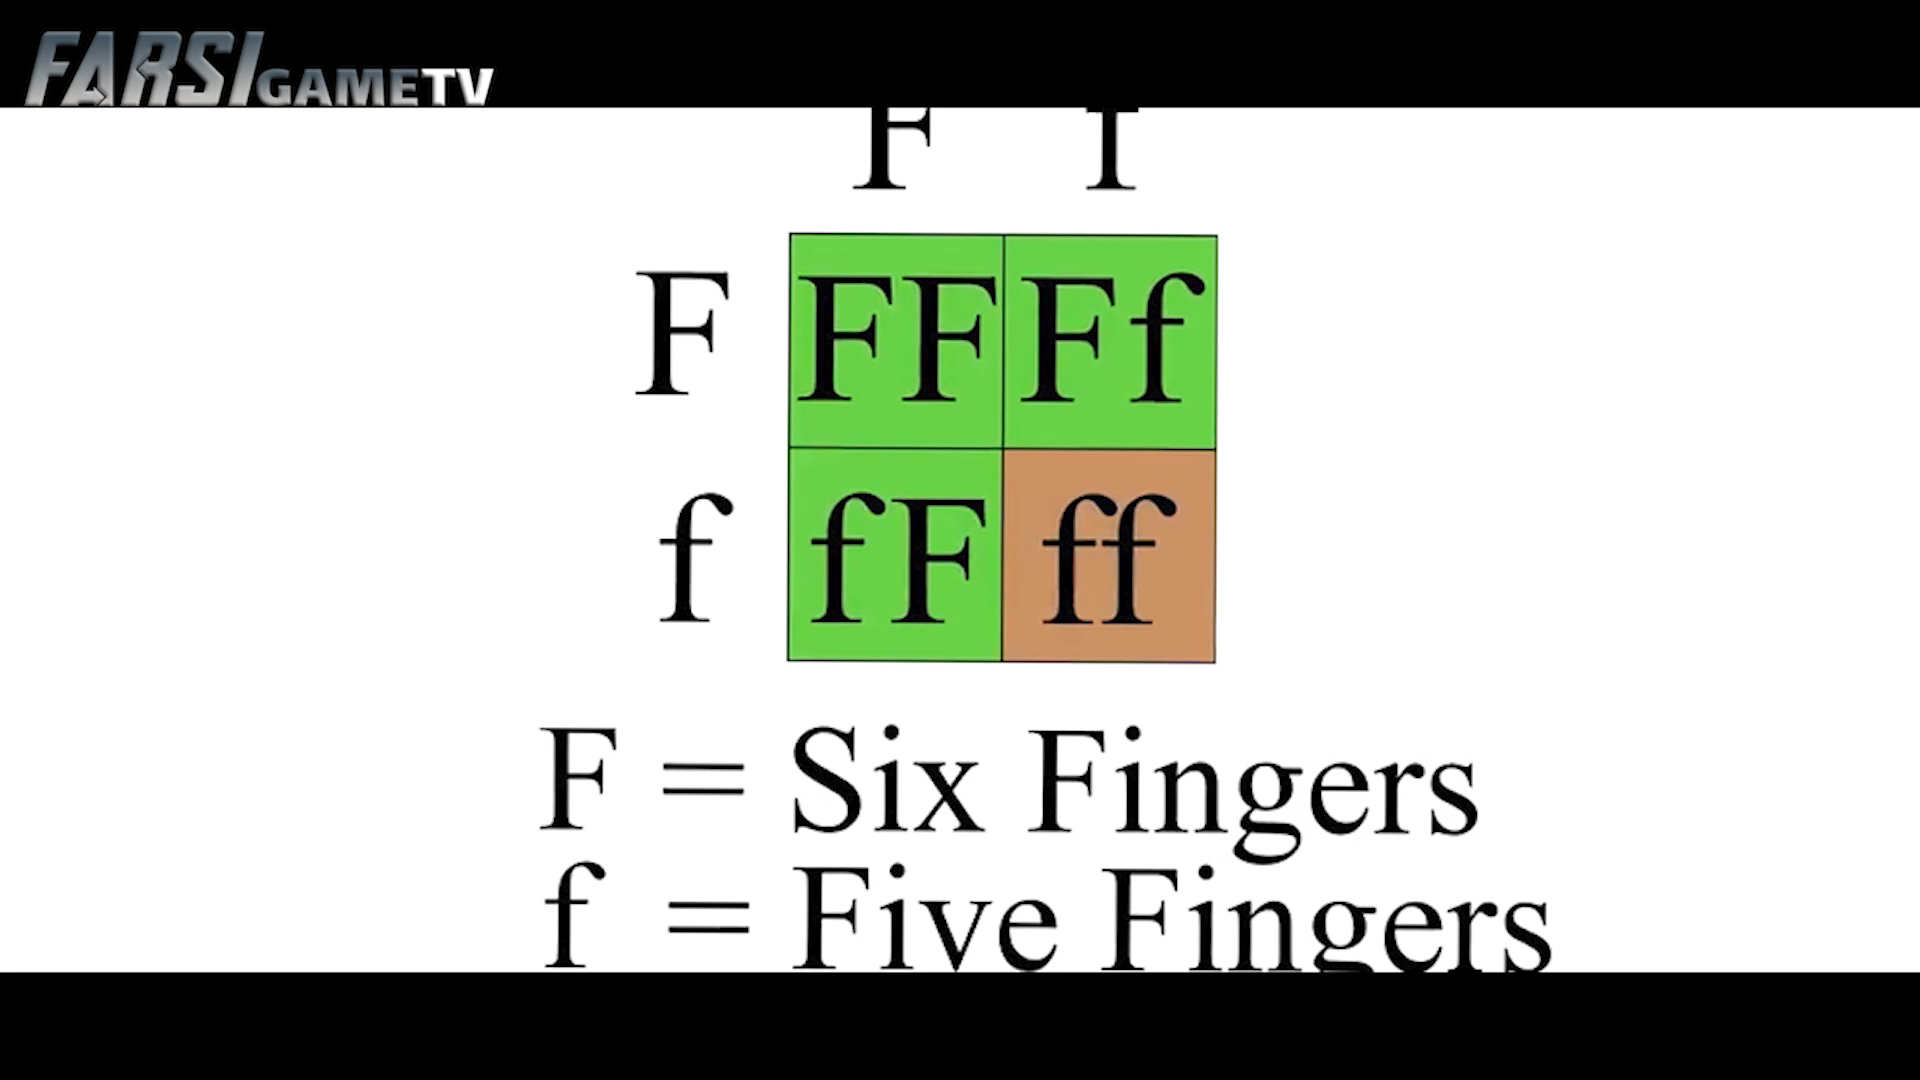 FARSIGAMETV
F f
F FF Ff
f fF ff
F = Six Fingers
f = Five Fingers